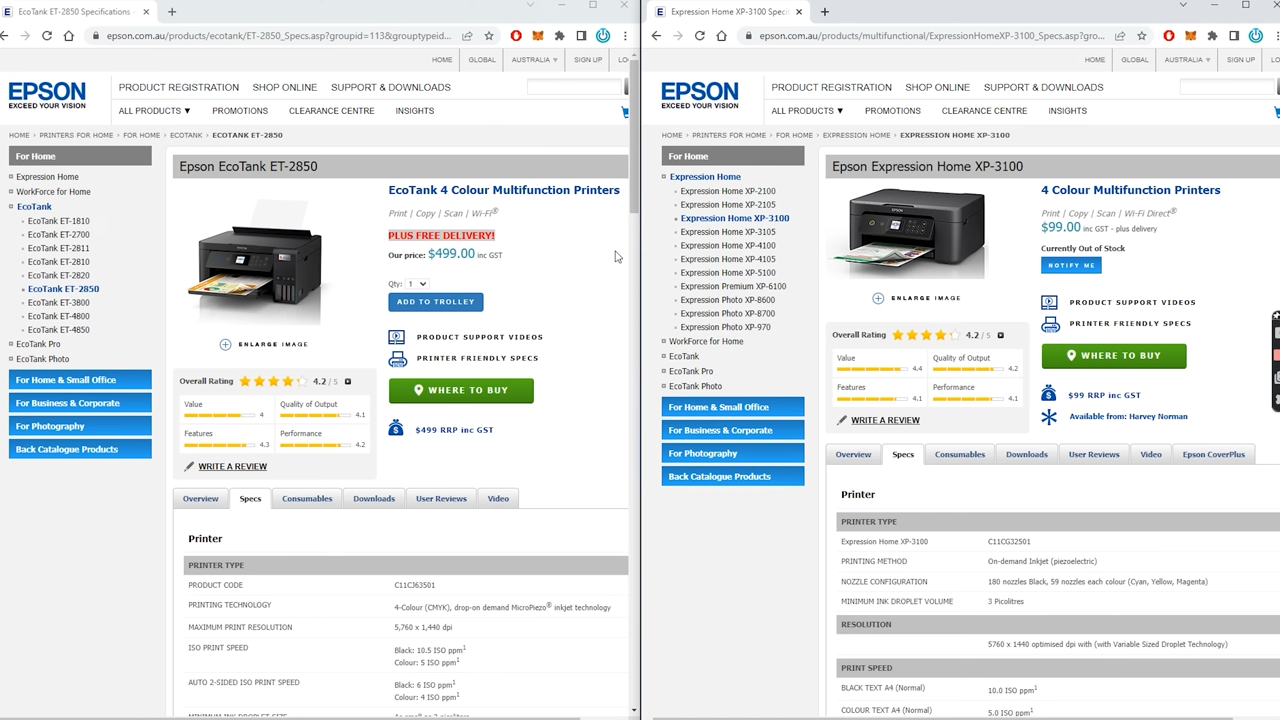 EcoTank ET-2850 Specifications -
epson.com.au/products/ecotank/ET-2850_Specs.asp?groupid=113&grouptypeid...
HOME
GLOBAL
AUSTRALIA
SIGN UP
EPSON
EXCEED YOUR VISION
PRODUCT REGISTRATION
SHOP ONLINE
SUPPORT & DOWNLOADS
ALL PRODUCTS ▼
PROMOTIONS
CLEARANCE CENTRE
INSIGHTS
HOME › PRINTERS FOR HOME › FOR HOME › ECOTANK › ECOTANK ET-2850
For Home
Expression Home
WorkForce for Home
EcoTank
EcoTank ET-1810
EcoTank ET-2700
EcoTank ET-2811
EcoTank ET-2810
EcoTank ET-2820
EcoTank ET-2850
EcoTank ET-3800
EcoTank ET-4800
EcoTank ET-4850
EcoTank Pro
EcoTank Photo
For Home & Small Office
For Business & Corporate
For Photography
Back Catalogue Products
Epson EcoTank ET-2850
EcoTank 4 Colour Multifunction Printers
Print | Copy | Scan | Wi-Fi®
PLUS FREE DELIVERY!
Our price: $499.00 inc GST
Qty: 1
ADD TO TROLLEY
ENLARGE IMAGE
PRODUCT SUPPORT VIDEOS
PRINTER FRIENDLY SPECS
WHERE TO BUY
$499 RRP inc GST
Overall Rating 4.2 / 5
Value
4
Quality of Output
4.1
Features
4.3
Performance
4.2
WRITE A REVIEW
Overview
Specs
Consumables
Downloads
User Reviews
Video
Printer
PRINTER TYPE
PRODUCT CODE C11CJ63501
PRINTING TECHNOLOGY 4-Colour (CMYK), drop-on demand MicroPiezo® inkjet technology
MAXIMUM PRINT RESOLUTION 5,760 x 1,440 dpi
ISO PRINT SPEED Black: 10.5 ISO ppm¹
Colour: 5 ISO ppm¹
AUTO 2-SIDED ISO PRINT SPEED Black: 6 ISO ppm¹
Colour: 4 ISO ppm¹
Expression Home XP-3100 Speci
epson.com.au/products/multifunctional/ExpressionHomeXP-3100_Specs.asp?gro...
HOME
GLOBAL
AUSTRALIA
SIGN UP
EPSON
EXCEED YOUR VISION
PRODUCT REGISTRATION
SHOP ONLINE
SUPPORT & DOWNLOADS
ALL PRODUCTS ▼
PROMOTIONS
CLEARANCE CENTRE
INSIGHTS
HOME › PRINTERS FOR HOME › FOR HOME › EXPRESSION HOME › EXPRESSION HOME XP-3100
For Home
Expression Home
Expression Home XP-2100
Expression Home XP-2105
Expression Home XP-3100
Expression Home XP-3105
Expression Home XP-4100
Expression Home XP-4105
Expression Home XP-5100
Expression Premium XP-6100
Expression Photo XP-8600
Expression Photo XP-8700
Expression Photo XP-970
WorkForce for Home
EcoTank
EcoTank Pro
EcoTank Photo
For Home & Small Office
For Business & Corporate
For Photography
Back Catalogue Products
Epson Expression Home XP-3100
4 Colour Multifunction Printers
Print | Copy | Scan | Wi-Fi Direct®
$99.00 inc GST - plus delivery
Currently Out of Stock
NOTIFY ME
ENLARGE IMAGE
PRODUCT SUPPORT VIDEOS
PRINTER FRIENDLY SPECS
WHERE TO BUY
$99 RRP inc GST
Available from: Harvey Norman
Overall Rating 4.2 / 5
Value
4.4
Quality of Output
4.2
Features
4.1
Performance
4.1
WRITE A REVIEW
Overview
Specs
Consumables
Downloads
User Reviews
Video
Epson CoverPlus
Printer
PRINTER TYPE
Expression Home XP-3100 C11CG32501
PRINTING METHOD On-demand Inkjet (piezoelectric)
NOZZLE CONFIGURATION 180 nozzles Black, 59 nozzles each colour (Cyan, Yellow, Magenta)
MINIMUM INK DROPLET VOLUME 3 Picolitres
RESOLUTION
5760 x 1440 optimised dpi with (with Variable Sized Droplet Technology)
PRINT SPEED
BLACK TEXT A4 (Normal) 10.0 ISO ppm¹
COLOUR TEXT A4 (Normal) 5.0 ISO ppm¹